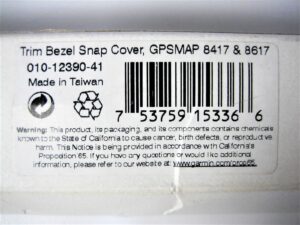 Trim Bezel Snap Cover, GPSMAP 8417 & 8617
010-12390-41
Made in Taiwan
7 53759 15336 6
Warning: This product, its packaging, and its components contain chemicals
known to the State of California to cause cancer, birth defects, or reproductive
harm. This Notice is being provided in accordance with California's
Proposition 65. If you have any questions or would like additional
information, please refer to our website at www.garmin.com/prop65.